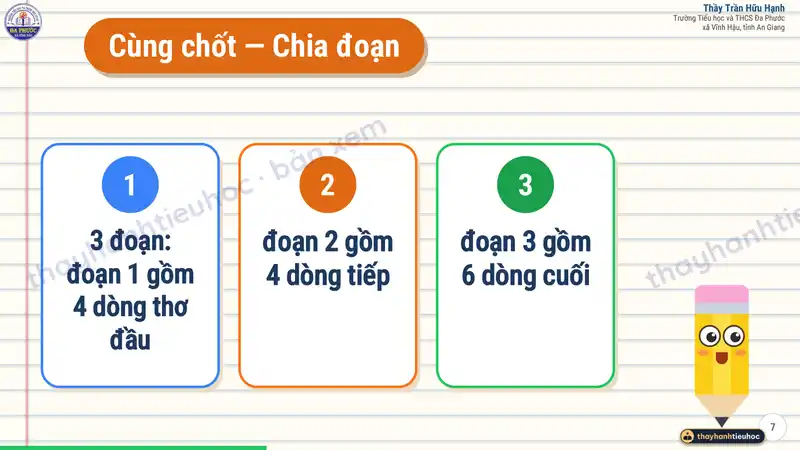 Thầy Trần Hữu Hạnh
Trường Tiểu học và THCS Đa Phước
xã Vĩnh Hậu, tỉnh An Giang
ĐA PHƯỚC
Cùng chốt — Chia đoạn
1
3 đoạn:
đoạn 1 gồm
4 dòng thơ
đầu
2
đoạn 2 gồm
4 dòng tiếp
3
đoạn 3 gồm
6 dòng cuối
thayhanhtieuhoc · bản xem
thayhanhtie
thayhanhtieuhoc
7